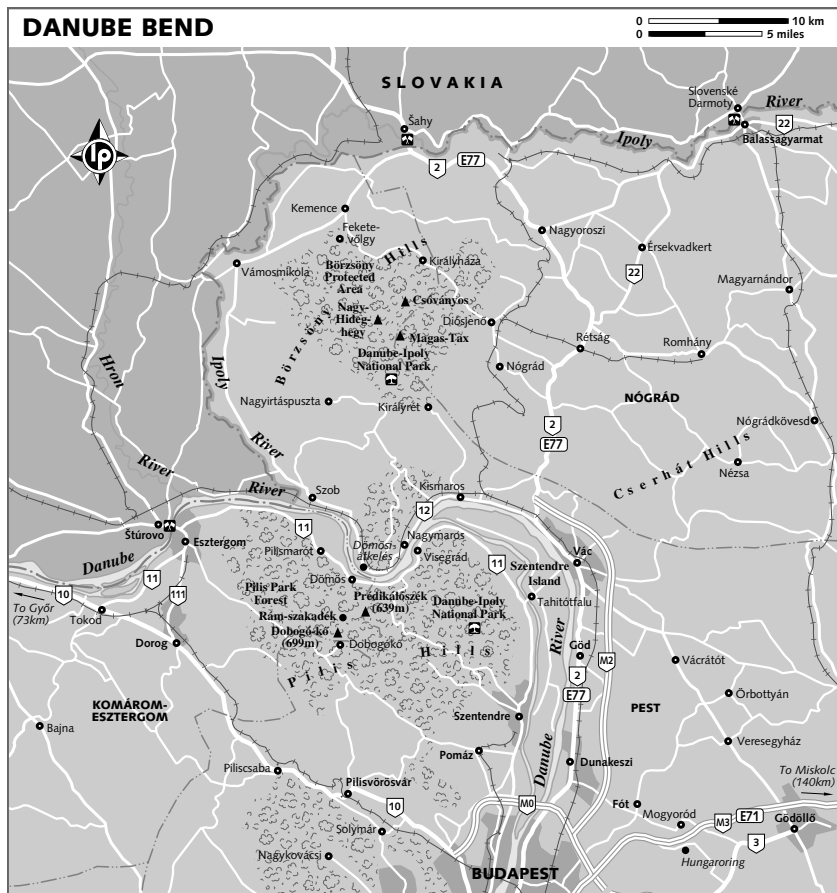 DANUBE BEND
0 10 km
0 5 miles
SLOVAKIA
Slovenské
Darmoty
River
22
Šahy
Ipoly
Balassagyarmat
lp
2
E77
Kemence
Fekete-
völgy
Nagyoroszi
Hills
Érsekvadkert
Királyháza
Vámosmikola
Börzsöny
Protected
Area
22
Magyarnándor
Csóványos
Nagy-
Hideg-
hegy
Diósjenő
Börzsöny
Magas-Tax
Rétság
Romhány
Hron
Ipoly
Danube-Ipoly
National Park
Nógrád
NÓGRÁD
Nagyirtáspuszta
Királyrét
2
E77
Nógrádkövesd
River
River
Cserhát Hills
Nézsa
River
Szob
Kismaros
12
Štúrovo
11
Esztergom
Nagymaros
Dömösi-
átkelés
Pilismarót
Visegrád
Vác
Danube
11
Szentendre
Island
11
111
Dömös
Pilis Park
Forest
Prédikálószék
(639m)
Danube-Ipoly
National Park
Tahitótfalu
10
To Győr
(73km)
Tokod
Rám-szakadék
Dobogó-kő
(699m)
Dobogókő
River
Dorog
Pilis
Hills
Göd
M2
Vácrátót
2
E77
PEST
Örbottyán
KOMÁROM-
ESZTERGOM
Szentendre
Bajna
Veresegyház
Pomáz
Danube
Dunakeszi
Piliscsaba
To Miskolc
(140km)
Pilisvörösvár
10
M0
Fót
Mogyoród
E71
M3
Gödöllő
Solymár
3
Nagykovácsi
Hungaroring
BUDAPEST